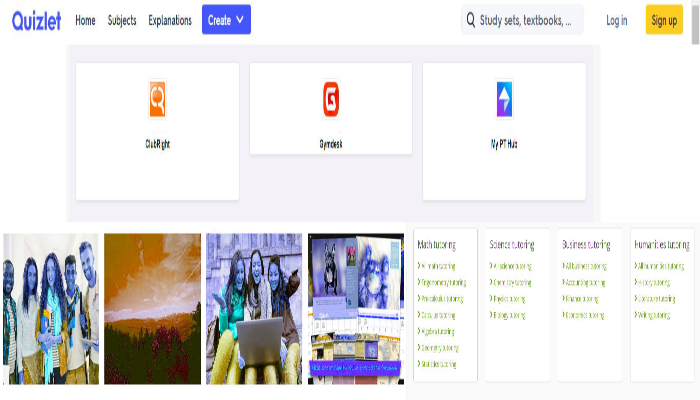 Quizlet Home Subjects Explanations Create Study sets, textbooks, ... Log in Sign up
ClubRight Gymdesk My PT Hub
Math tutoring
All math tutoring
Trigonometry tutoring
Pre-calculus tutoring
Calculus tutoring
Algebra tutoring
Geometry tutoring
Statistics tutoring
Science tutoring
All science tutoring
Chemistry tutoring
Physics tutoring
Biology tutoring
Business tutoring
All business tutoring
Accounting tutoring
Finance tutoring
Economics tutoring
Humanities tutoring
All humanities tutoring
History tutoring
Literature tutoring
Writing tutoring